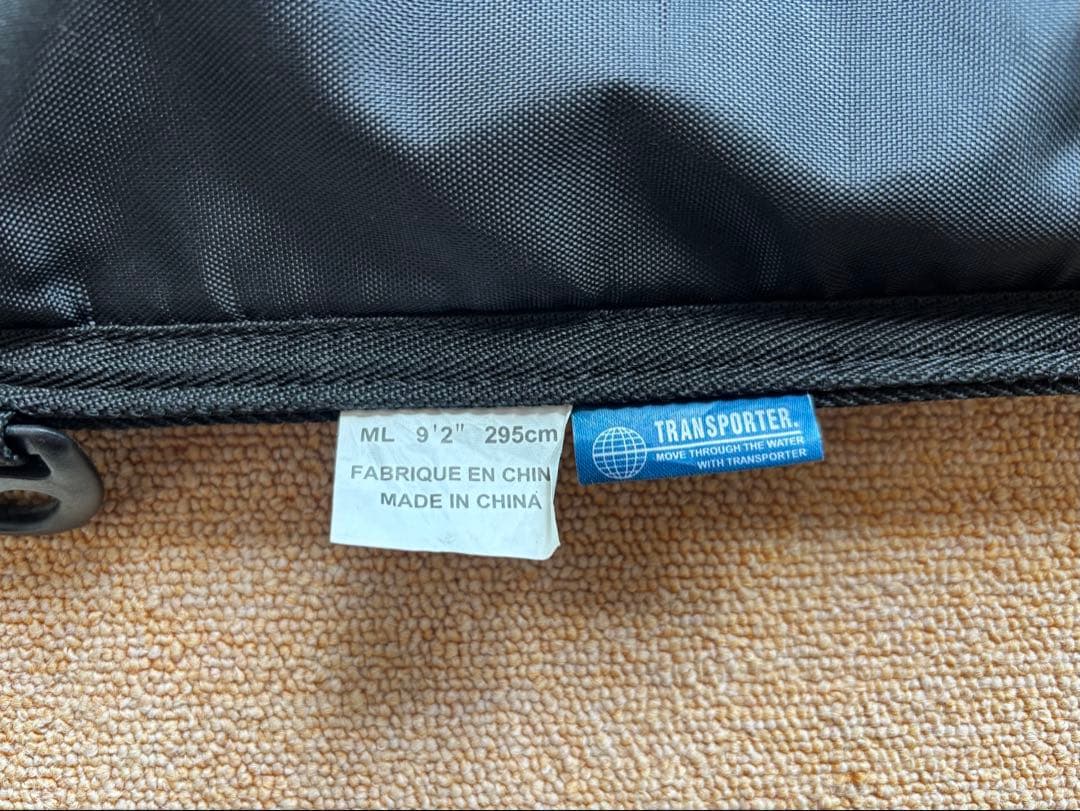 ML 9'2" 295cm
FABRIQUE EN CHIN
MADE IN CHINA
TRANSPORTER.
MOVE THROUGH THE WATER
WITH TRANSPORTER